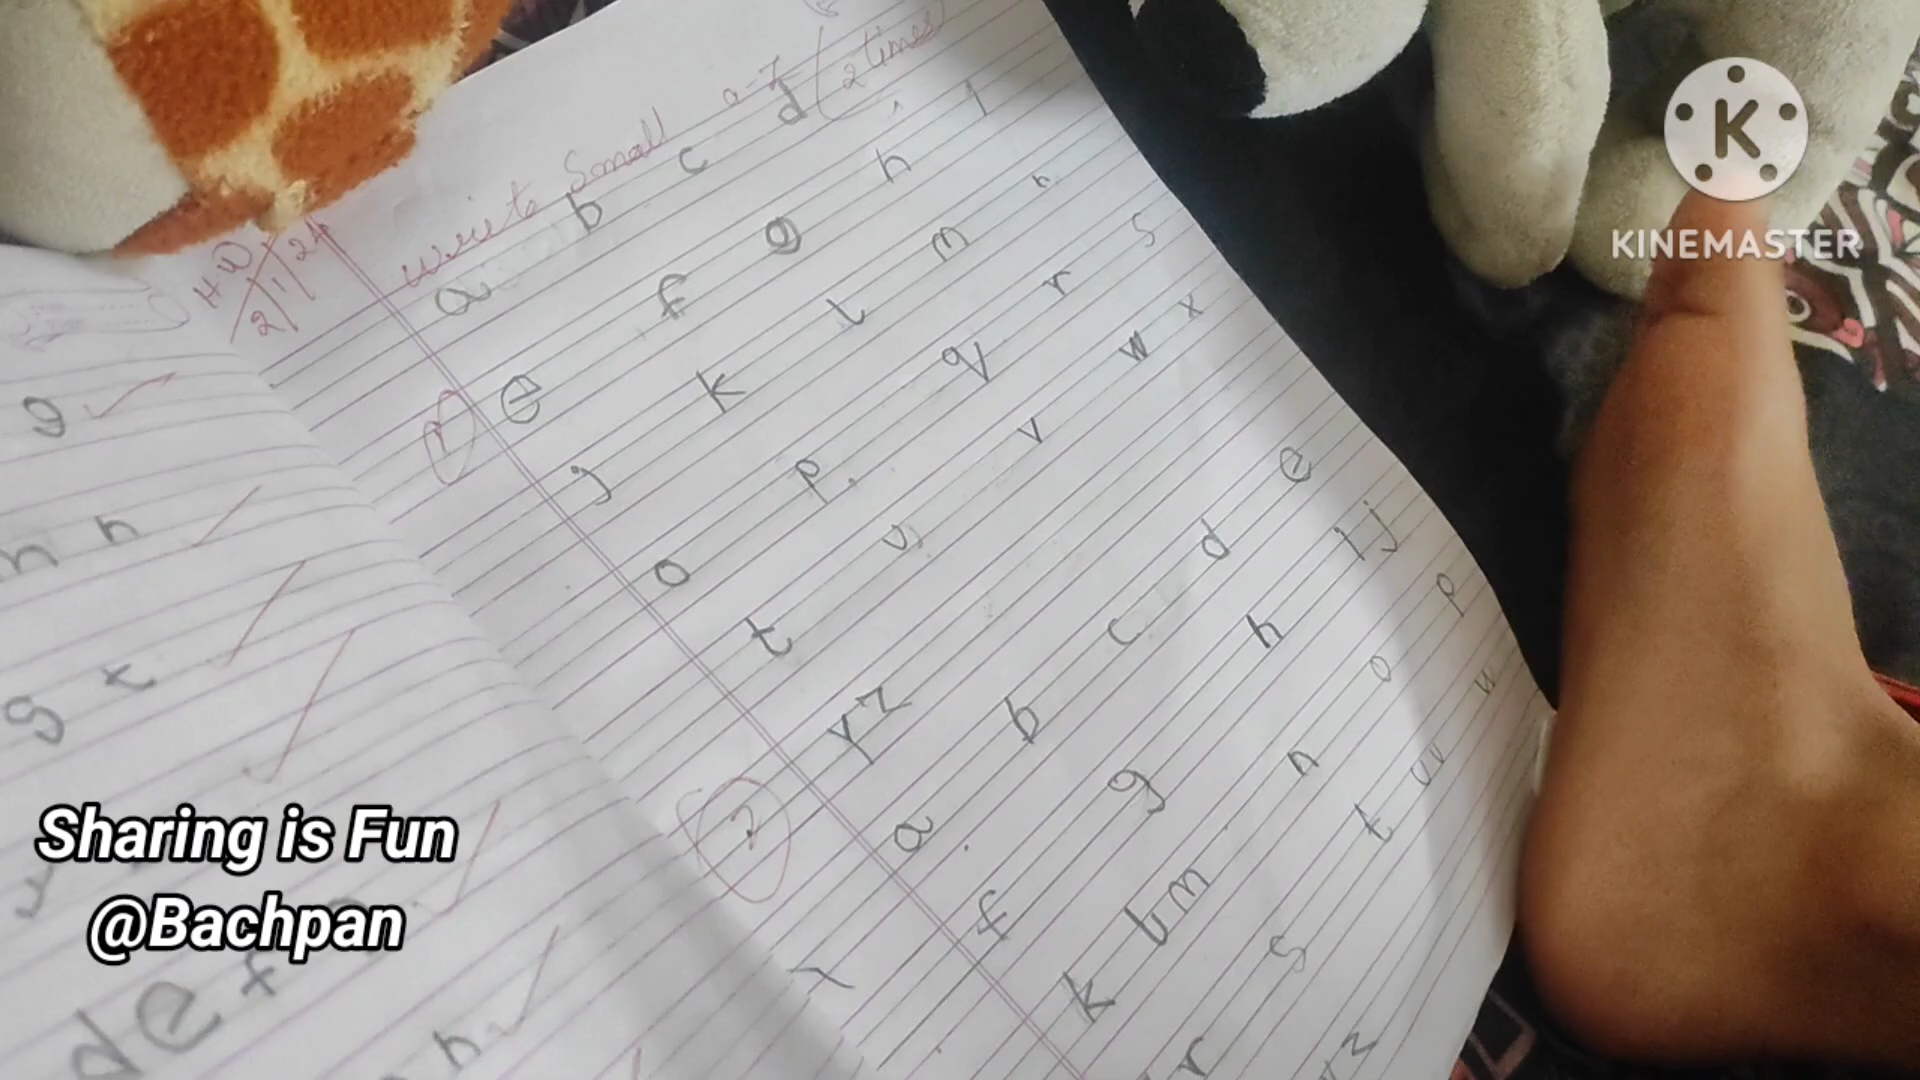 H.W
2/1/24
Write Small a-z (2 times
a b c d
e f g h i
j k l m n
o p q r s
t u v w x
y z
a b c d e
f g h i j
k l m n o p
r s t u v w
y z
g
m n
s t
d e f
h
KINEMASTER
Sharing is Fun
@Bachpan